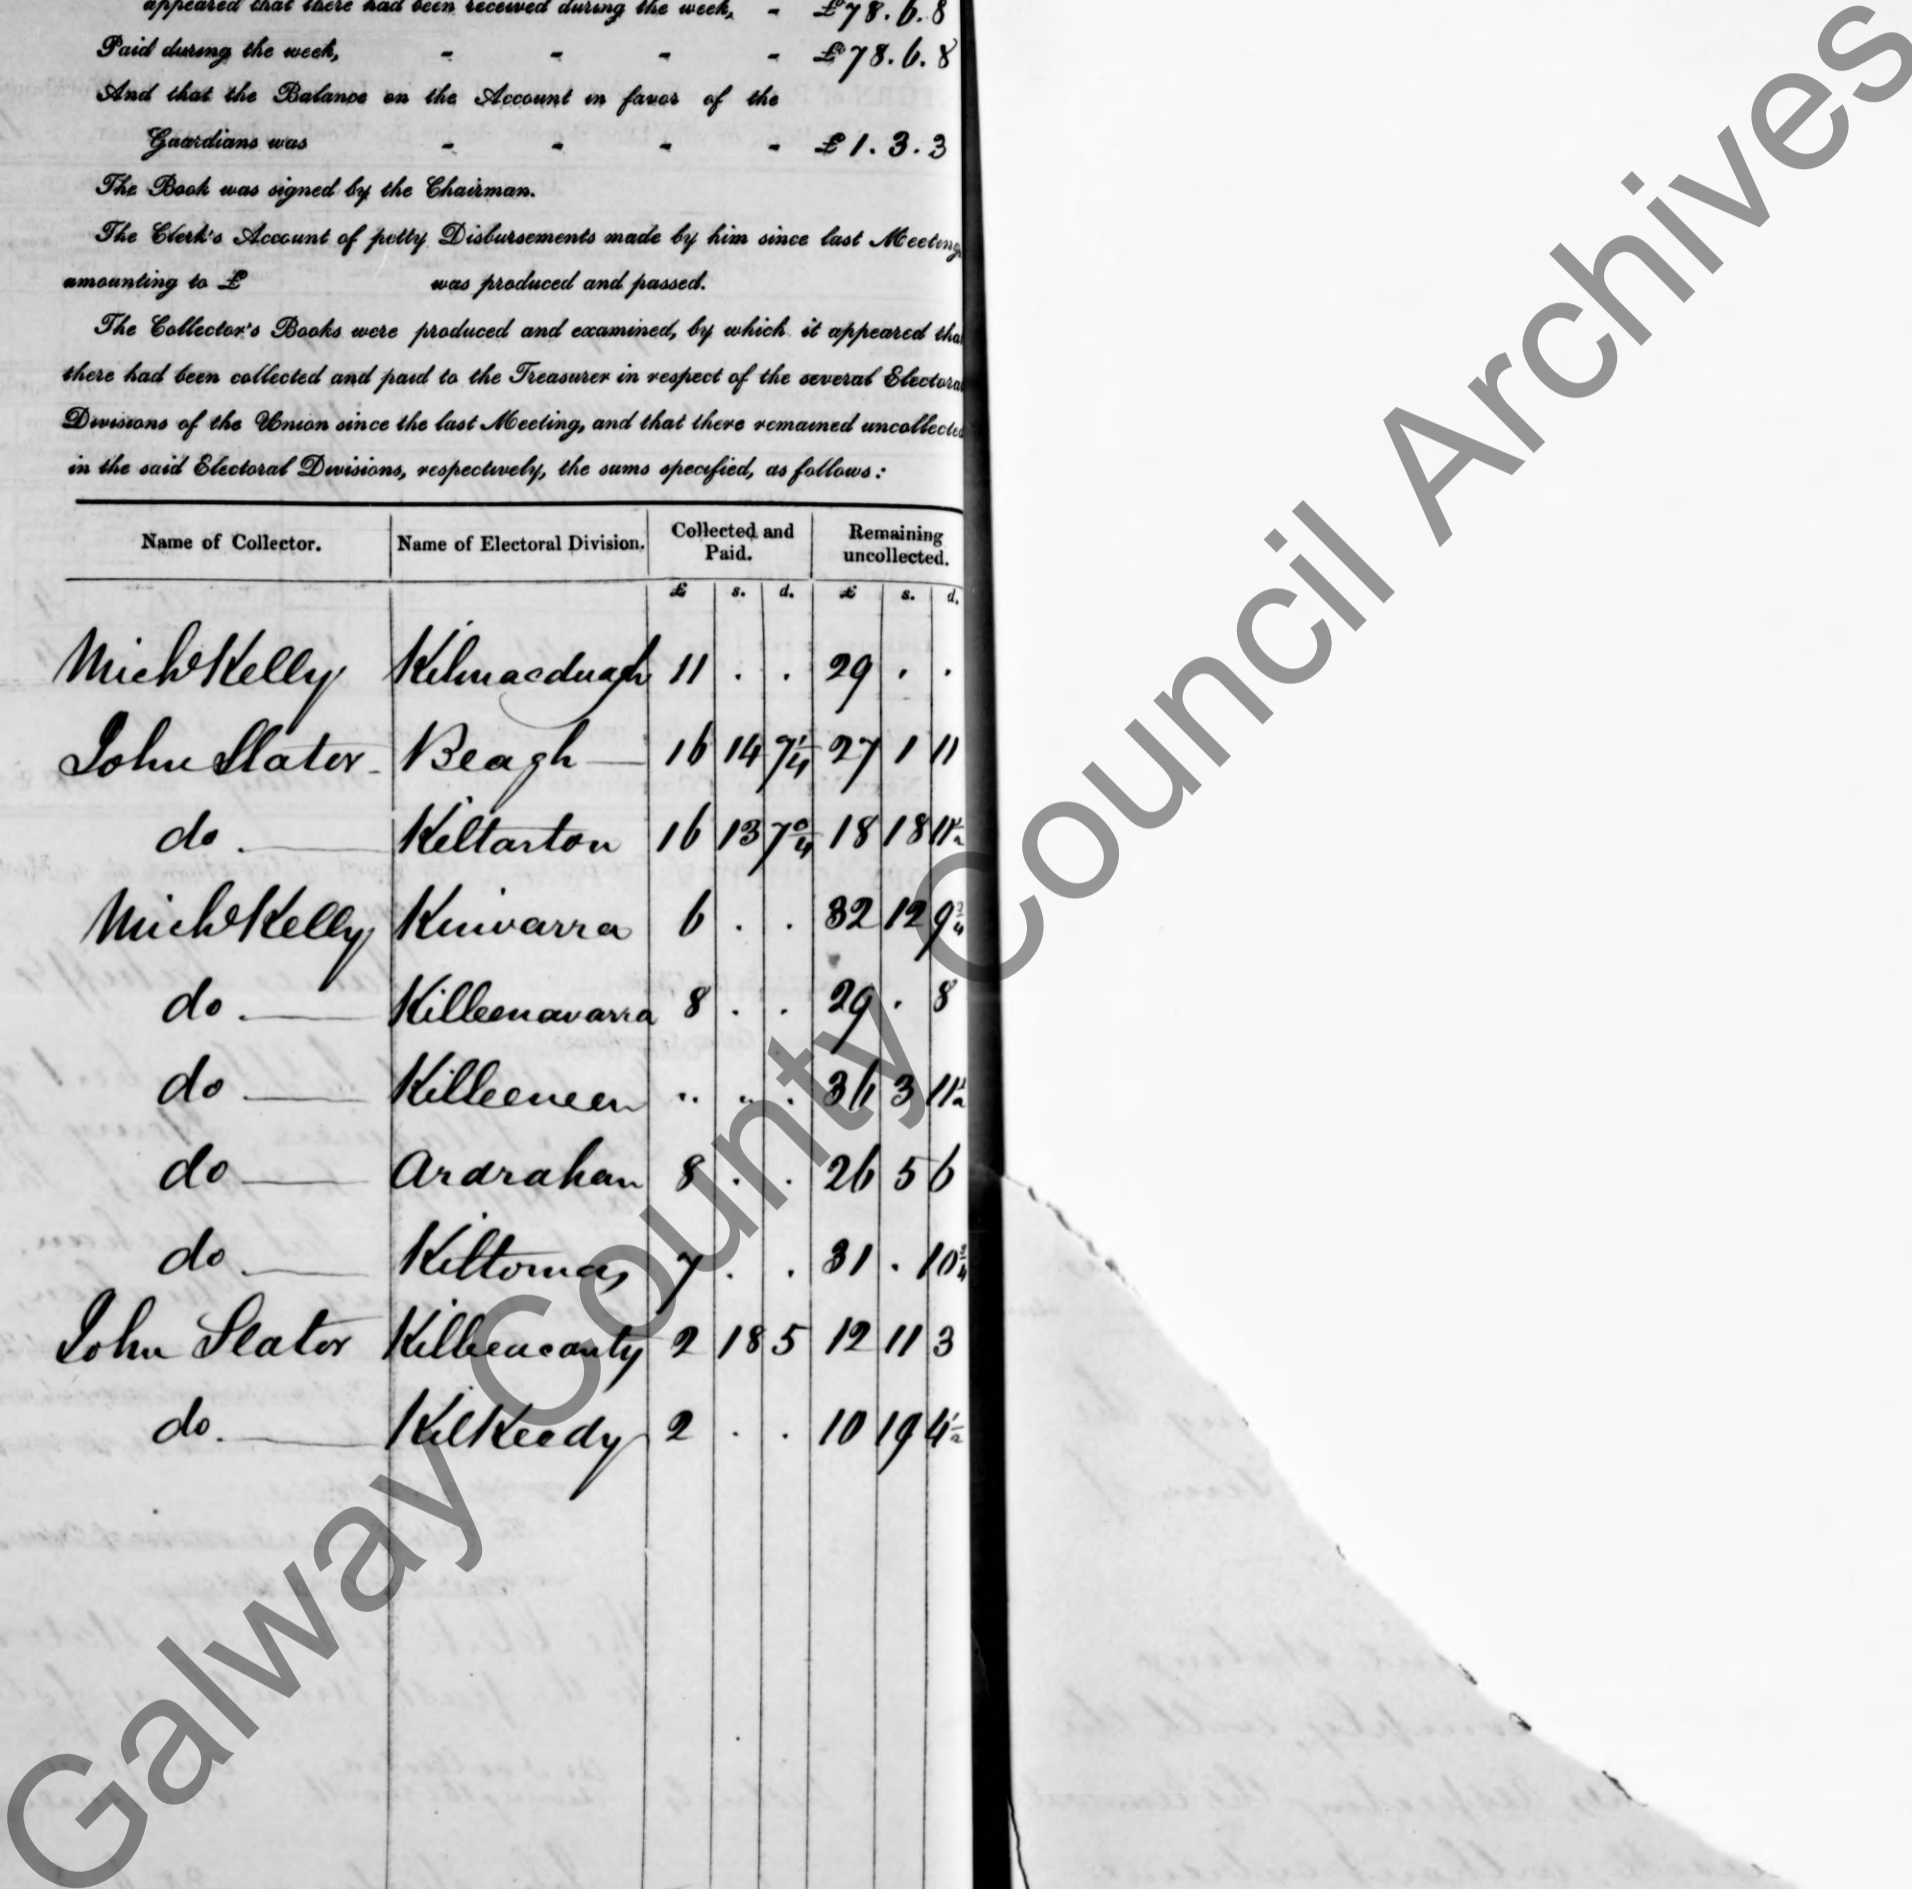 appeared that there had been received during the week, - £78.6.8
Paid during the week, - - - - £78.6.8
And that the Balance on the Account in favor of the
Guardians was - - - - £1.3.3
The Book was signed by the Chairman.
The Clerk's Account of petty Disbursements made by him since last Meeting
amounting to £ was produced and passed.
The Collector's Books were produced and examined, by which it appeared tha
there had been collected and paid to the Treasurer in respect of the several Electora
Divisions of the Union since the last Meeting, and that there remained uncollecte
in the said Electoral Divisions, respectively, the sums specified, as follows:
Name of Collector. Name of Electoral Division. Collected and Paid. Remaining uncollected.
£ s. d. £ s. d.
Michl Kelly Kilmacduagh 11 . . 29 . .
John Slator Beagh 16 14 7¼ 27 1 11
do. Kiltartan 16 13 7¾ 18 18 11½
Michl Kelly Kinvarra 6 . . 32 12 9¾
do. Killeenavarra 8 . . 29 . 8
do Killeeneen " " . 36 3 11½
do Ardrahan 8 . . 26 5 6
do. Kiltomas 7 . . 31 . 10¾
John Slator Killeencanty 2 18 5 12 11 3
do. Kilkeedy 2 . . 10 19 4½
Galway County Council Archives